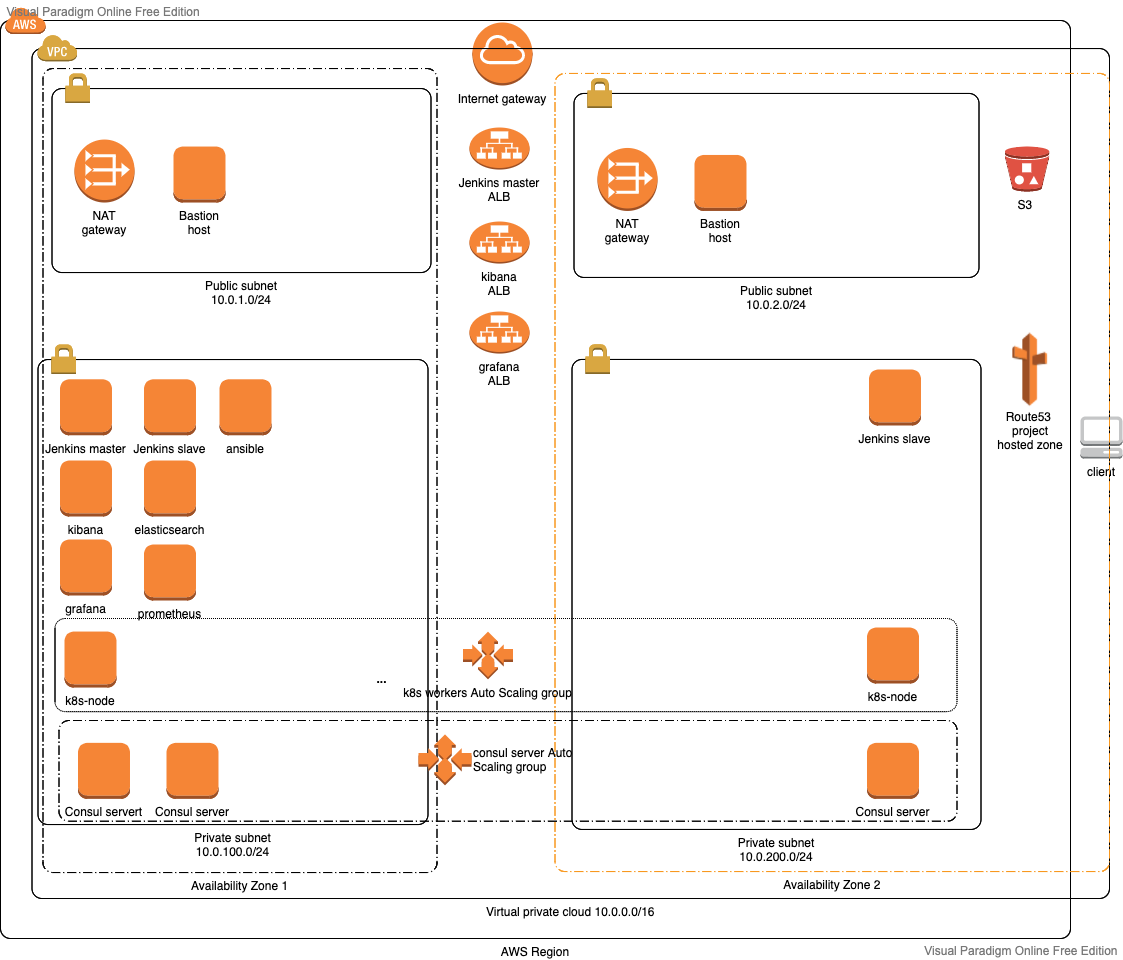 Visual Paradigm Online Free Edition
AWS
VPC
Internet gateway
NAT
gateway
Bastion
host
Public subnet
10.0.1.0/24
Jenkins master
ALB
kibana
ALB
grafana
ALB
NAT
gateway
Bastion
host
Public subnet
10.0.2.0/24
S3
Route53
project
hosted zone
client
Jenkins master
Jenkins slave
ansible
kibana
elasticsearch
grafana
prometheus
Jenkins slave
k8s-node
...
k8s workers Auto Scaling group
k8s-node
Consul servert
Consul server
consul server Auto
Scaling group
Consul server
Private subnet
10.0.100.0/24
Private subnet
10.0.200.0/24
Availability Zone 1
Availability Zone 2
Virtual private cloud 10.0.0.0/16
AWS Region
Visual Paradigm Online Free Edition